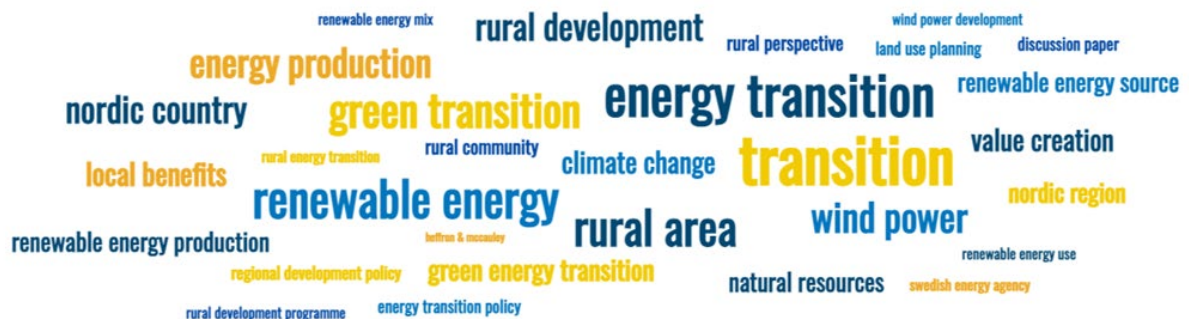 renewable energy mix
rural development
wind power development
rural perspective
land use planning
discussion paper
energy production
renewable energy source
nordic country
green transition
energy transition
value creation
rural energy transition
rural community
climate change
transition
local benefits
nordic region
renewable energy
wind power
rural area
renewable energy production
heffron & mccauley
renewable energy use
regional development policy
green energy transition
natural resources
swedish energy agency
rural development programme
energy transition policy